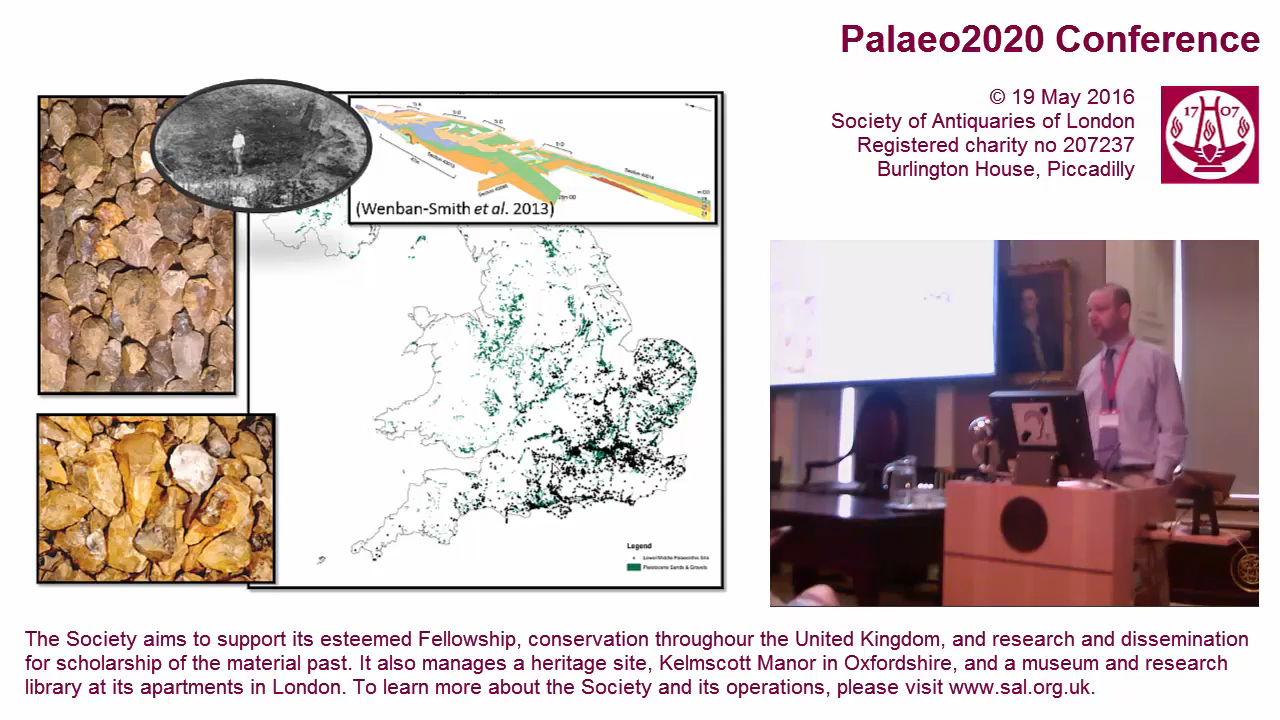 Palaeo2020 Conference
© 19 May 2016
Society of Antiquaries of London
Registered charity no 207237
Burlington House, Piccadilly
17 07
(Wenban-Smith et al. 2013)
Legend
Lower/Middle Palaeolithic Site
Pleistocene Sands & Gravels
The Society aims to support its esteemed Fellowship, conservation throughour the United Kingdom, and research and dissemination
for scholarship of the material past. It also manages a heritage site, Kelmscott Manor in Oxfordshire, and a museum and research
library at its apartments in London. To learn more about the Society and its operations, please visit www.sal.org.uk.